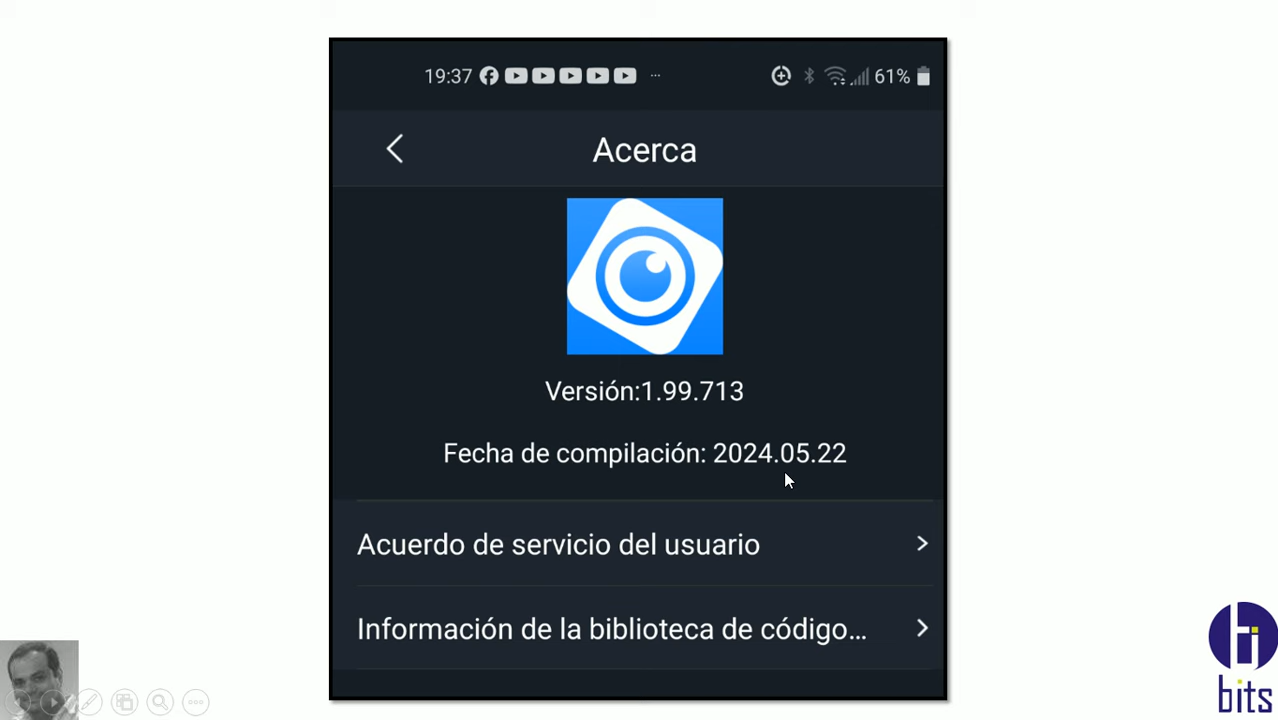 19:37 ... 61%
Acerca
Versión:1.99.713
Fecha de compilación: 2024.05.22
Acuerdo de servicio del usuario
Información de la biblioteca de código...
hi
bits